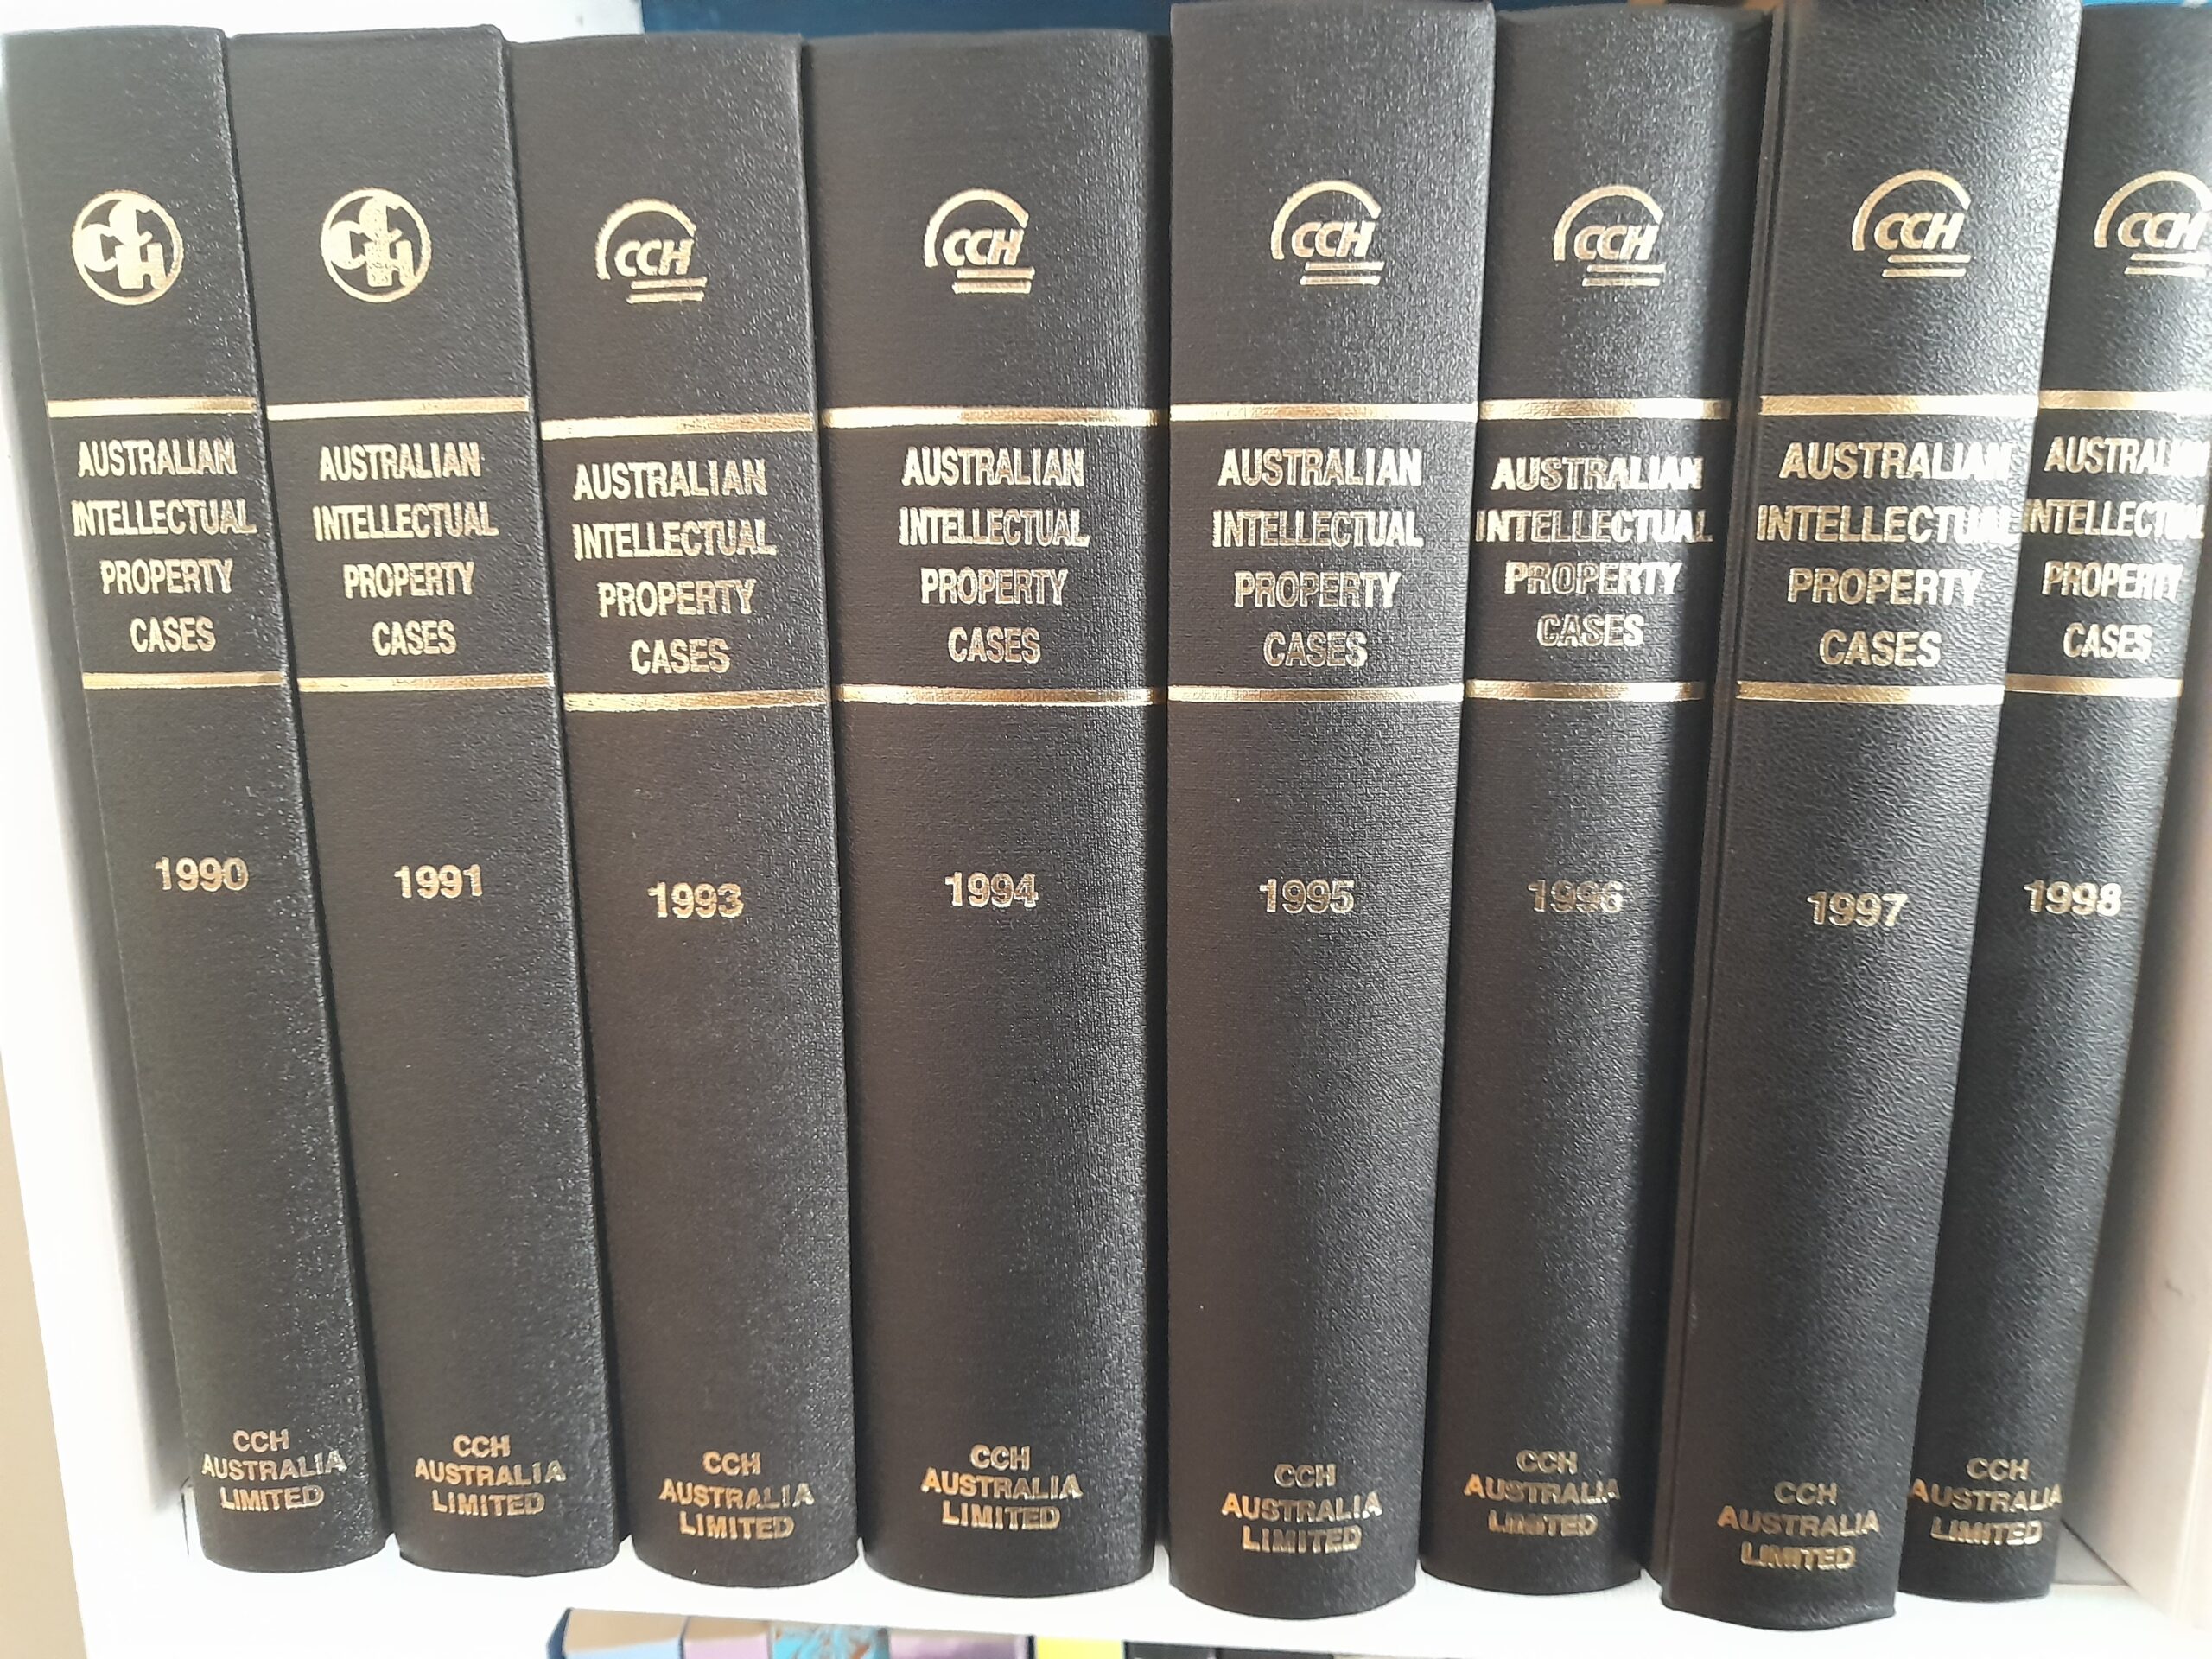 CCH
AUSTRALIAN
INTELLECTUAL
PROPERTY
CASES
1990
CCH
AUSTRALIA
LIMITED
CCH
AUSTRALIAN
INTELLECTUAL
PROPERTY
CASES
1991
CCH
AUSTRALIA
LIMITED
CCH
AUSTRALIAN
INTELLECTUAL
PROPERTY
CASES
1993
CCH
AUSTRALIA
LIMITED
CCH
AUSTRALIAN
INTELLECTUAL
PROPERTY
CASES
1994
CCH
AUSTRALIA
LIMITED
CCH
AUSTRALIAN
INTELLECTUAL
PROPERTY
CASES
1995
CCH
AUSTRALIA
LIMITED
CCH
AUSTRALIAN
INTELLECTUAL
PROPERTY
CASES
1996
CCH
AUSTRALIA
LIMITED
CCH
AUSTRALIAN
INTELLECTUAL
PROPERTY
CASES
1997
CCH
AUSTRALIA
LIMITED
CCH
AUSTRALIAN
INTELLECTUAL
PROPERTY
CASES
1998
CCH
AUSTRALIA
LIMITED